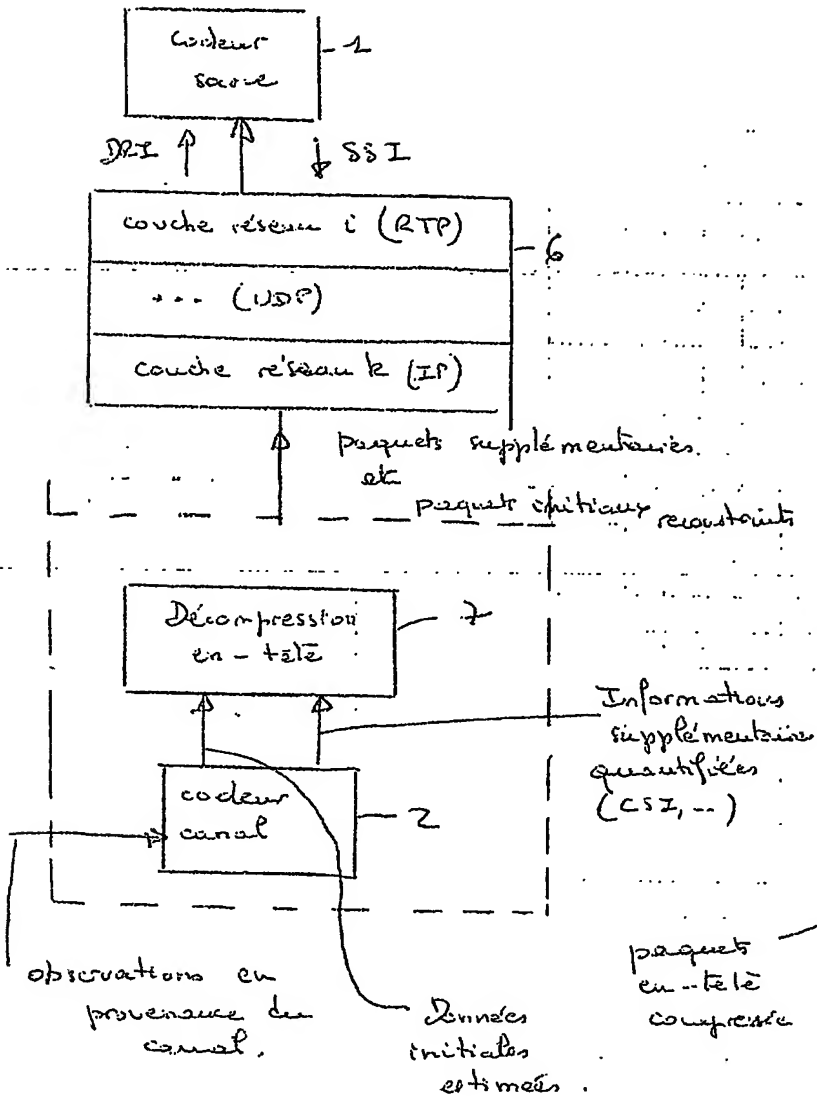 codeur
source
1
DRI
SSI
couche réseau i (RTP)
6
... (UDP)
couche réseau k (IP)
paquets supplémentaires
et
paquets initiaux reconstruits
Décompression
en-tête
7
Informations
supplémentaires
quantifiées
(CSI, ..)
codeur
canal
2
observations en
provenance du
canal.
Données
initiales
estimées.
paquets
en-tête
compressée